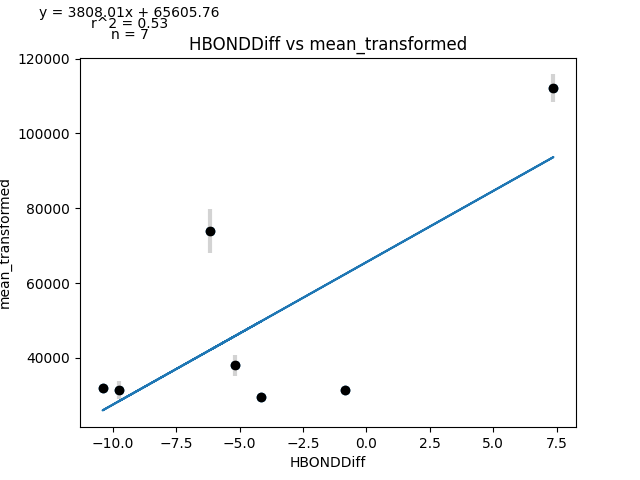 y = 3808.01x + 65605.76
r^2 = 0.53
n = 7
HBONDDiff vs mean_transformed
120000
100000
80000
60000
40000
mean_transformed
−10.0 −7.5 −5.0 −2.5 0.0 2.5 5.0 7.5
HBONDDiff